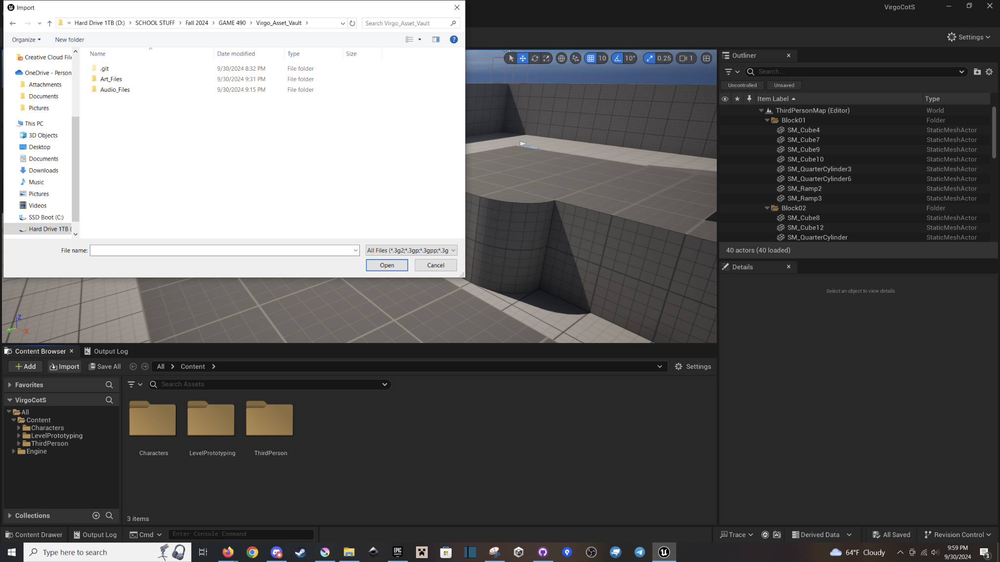 Import
VirgoCotS
« Hard Drive 1TB (D:) > SCHOOL STUFF > Fall 2024 > GAME 490 > Virgo_Asset_Vault >
Search Virgo_Asset_Vault
Organize
New folder
Settings
Name
Date modified
Type
Size
Creative Cloud File
OneDrive - Person
Attachments
Documents
Pictures
This PC
3D Objects
Desktop
Documents
Downloads
Music
Pictures
Videos
SSD Boot (C:)
Hard Drive 1TB (
.git 9/30/2024 8:32 PM File folder
Art_Files 9/30/2024 9:31 PM File folder
Audio_Files 9/30/2024 9:15 PM File folder
File name:
All Files (*.3g2;*.3gp;*.3gpp;*.3g
Open
Cancel
10
10°
0.25
1
Outliner
Search...
Uncontrolled
Unsaved
Item Label
Type
ThirdPersonMap (Editor) World
Block01 Folder
SM_Cube4 StaticMeshActor
SM_Cube7 StaticMeshActor
SM_Cube9 StaticMeshActor
SM_Cube10 StaticMeshActor
SM_QuarterCylinder3 StaticMeshActor
SM_QuarterCylinder6 StaticMeshActor
SM_Ramp2 StaticMeshActor
SM_Ramp3 StaticMeshActor
Block02 Folder
SM_Cube8 StaticMeshActor
SM_Cube12 StaticMeshActor
SM_QuarterCylinder StaticMeshActor
40 actors (40 loaded)
Details
Select an object to view details.
Z
X
Y
Content Browser
Output Log
Add
Import
Save All
All > Content >
Settings
Favorites
Search Assets
VirgoCotS
All
Content
Characters
LevelPrototyping
ThirdPerson
Engine
Characters
LevelPrototyping
ThirdPerson
Collections
3 items
Content Drawer
Output Log
Cmd
Enter Console Command
Trace
Derived Data
All Saved
Revision Control
Type here to search
EPIC
GAMES
64°F Cloudy
9:59 PM
9/30/2024
3